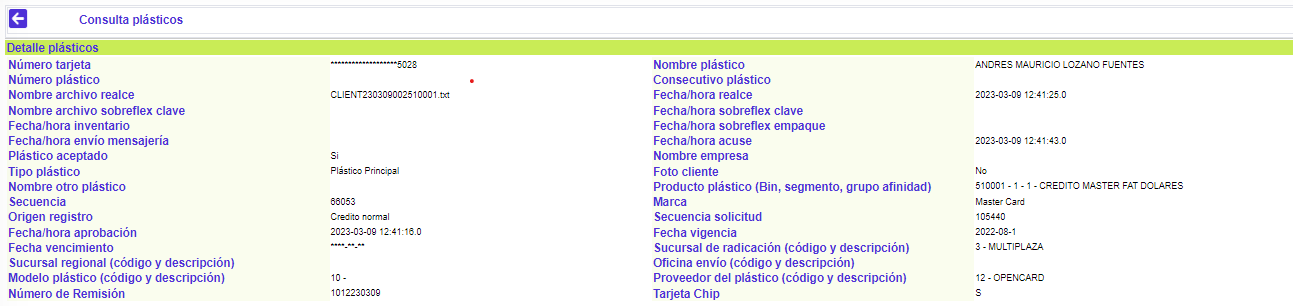 Consulta plásticos
Detalle plásticos
Número tarjeta ********************5028 Nombre plástico ANDRES MAURICIO LOZANO FUENTES
Número plástico Consecutivo plástico
Nombre archivo realce CLIENT230309002510001.txt Fecha/hora realce 2023-03-09 12:41:25.0
Nombre archivo sobreflex clave Fecha/hora sobreflex clave
Fecha/hora inventario Fecha/hora sobreflex empaque
Fecha/hora envío mensajería Fecha/hora acuse 2023-03-09 12:41:43.0
Plástico aceptado Si Nombre empresa
Tipo plástico Plástico Principal Foto cliente No
Nombre otro plástico Producto plástico (Bin, segmento, grupo afinidad) 510001 - 1 - 1 - CREDITO MASTER FAT DOLARES
Secuencia 66053 Marca Master Card
Origen registro Credito normal Secuencia solicitud 105440
Fecha/hora aprobación 2023-03-09 12:41:16.0 Fecha vigencia 2022-08-1
Fecha vencimiento ****-**-** Sucursal de radicación (código y descripción) 3 - MULTIPLAZA
Sucursal regional (código y descripción) Oficina envío (código y descripción)
Modelo plástico (código y descripción) 10 - Proveedor del plástico (código y descripción) 12 - OPENCARD
Número de Remisión 1012230309 Tarjeta Chip S